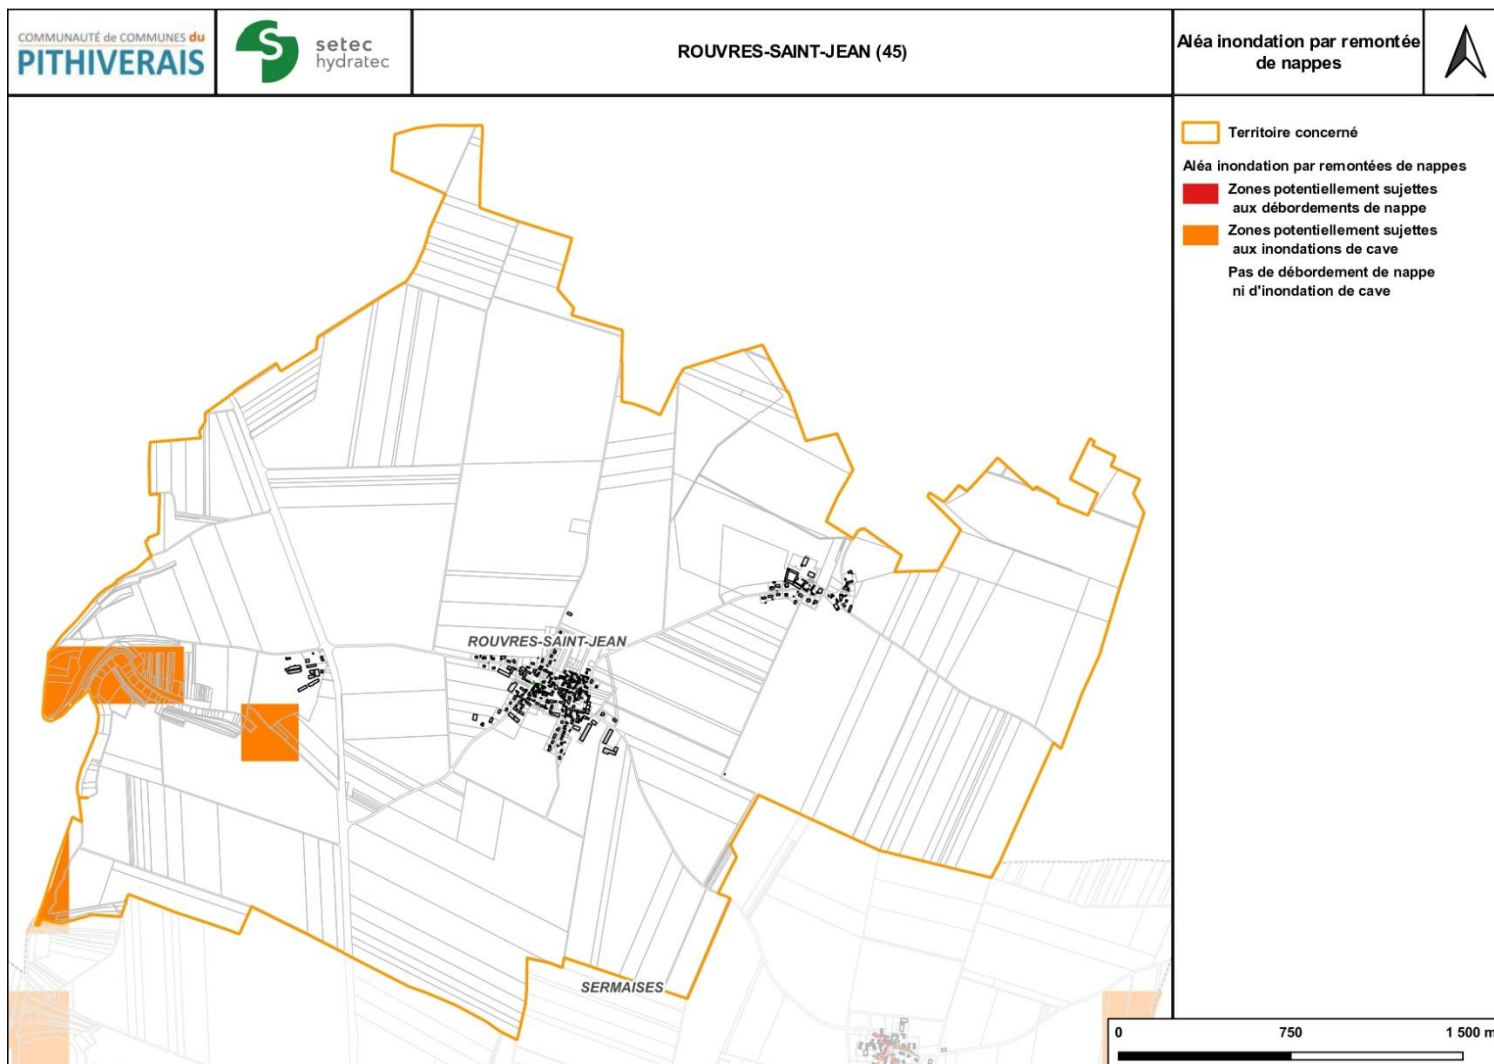 COMMUNAUTÉ de COMMUNES du
PITHIVERAIS
S
setec
hydratec
ROUVRES-SAINT-JEAN (45)
Aléa inondation par remontée
de nappes
Territoire concerné
Aléa inondation par remontées de nappes
Zones potentiellement sujettes
aux débordements de nappe
Zones potentiellement sujettes
aux inondations de cave
Pas de débordement de nappe
ni d'inondation de cave
ROUVRES-SAINT-JEAN
SERMAISES
0 750 1 500 m